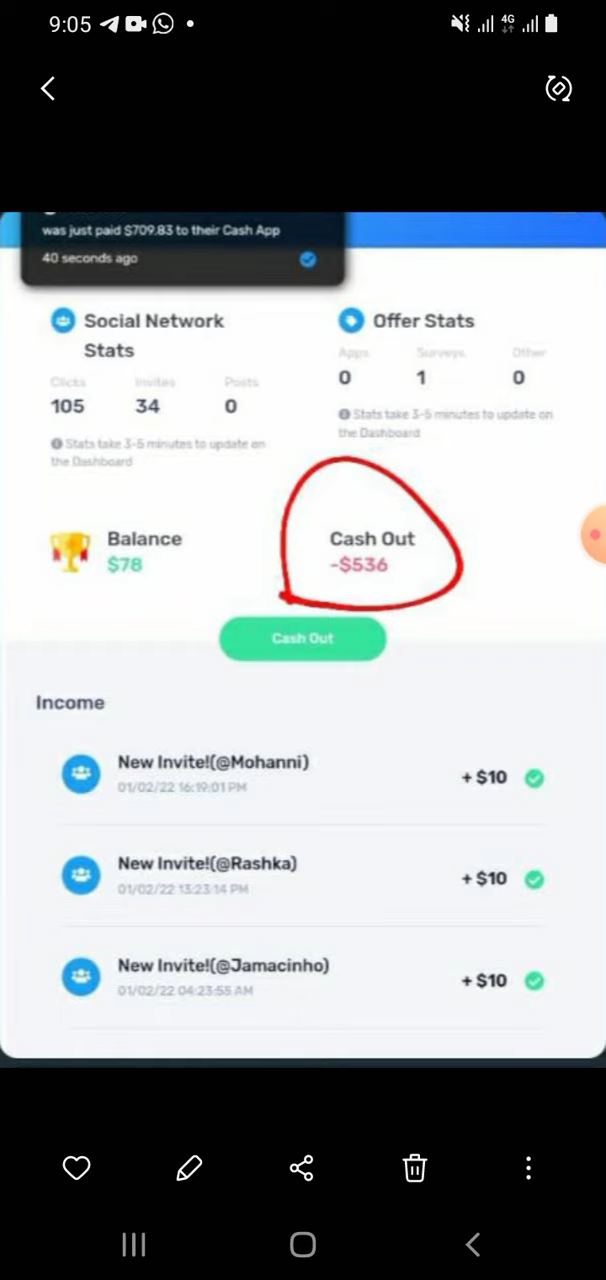 9:05
4G
was just paid $709.83 to their Cash App
40 seconds ago
Social Network
Stats
Clicks Invites Posts
105 34 0
Stats take 3-5 minutes to update on
the Dashboard
Offer Stats
Apps Surveys Other
0 1 0
Stats take 3-5 minutes to update on
the Dashboard
Balance
$78
Cash Out
-$536
Cash Out
Income
New Invite!(@Mohanni)
01/02/22 16:19:01 PM
+ $10
New Invite!(@Rashka)
01/02/22 13:23:14 PM
+ $10
New Invite!(@Jamacinho)
01/02/22 04:23:55 AM
+ $10